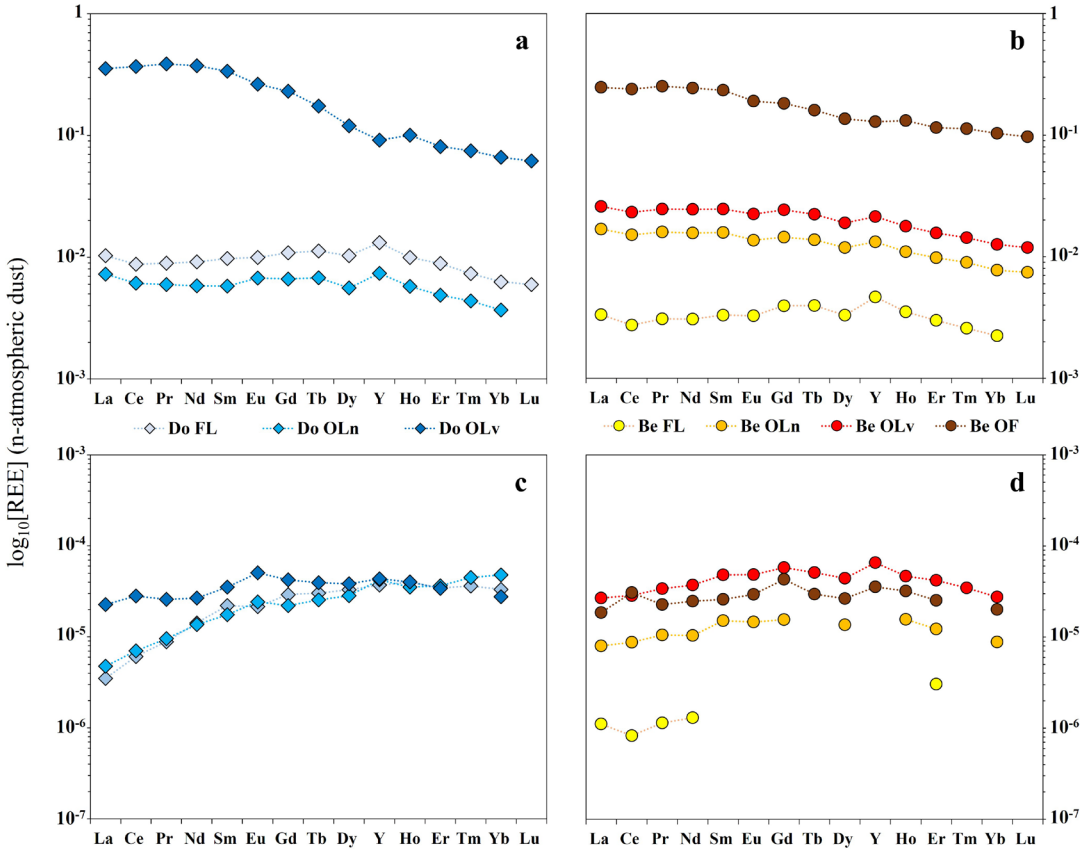 1
10⁻¹
10⁻²
10⁻³
a
La Ce Pr Nd Sm Eu Gd Tb Dy Y Ho Er Tm Yb Lu
Do FL Do OLn Do OLv
1
10⁻¹
10⁻²
10⁻³
b
La Ce Pr Nd Sm Eu Gd Tb Dy Y Ho Er Tm Yb Lu
Be FL Be OLn Be OLv Be OF
log₁₀[REE] (n-atmospheric dust)
10⁻³
10⁻⁴
10⁻⁵
10⁻⁶
10⁻⁷
c
La Ce Pr Nd Sm Eu Gd Tb Dy Y Ho Er Tm Yb Lu
10⁻³
10⁻⁴
10⁻⁵
10⁻⁶
10⁻⁷
d
La Ce Pr Nd Sm Eu Gd Tb Dy Y Ho Er Tm Yb Lu